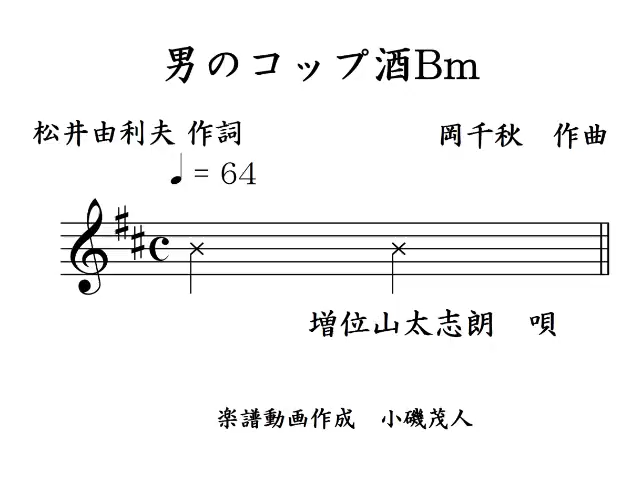 男のコップ酒Bm
松井由利夫 作詞　岡千秋　作曲
♩ = 64
増位山太志朗　唄
楽譜動画作成　小磯茂人